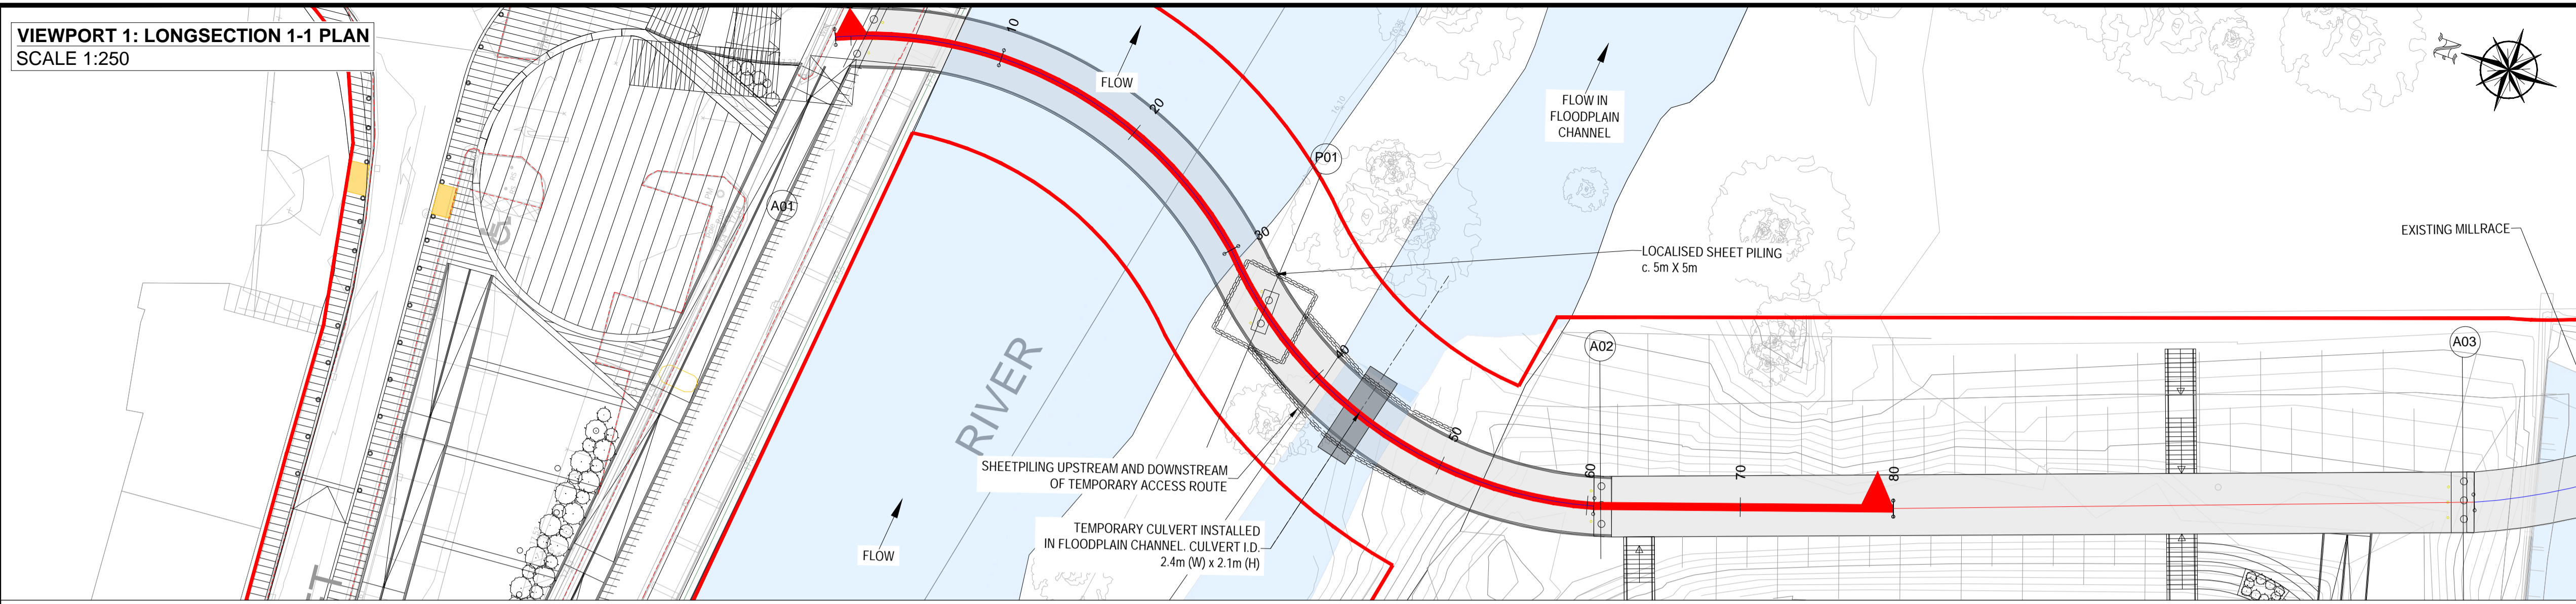 VIEWPORT 1: LONGSECTION 1-1 PLAN
SCALE 1:250
10
20
30
40
50
60
70
80
FLOW
FLOW IN
FLOODPLAIN
CHANNEL
P01
A01
LOCALISED SHEET PILING
c. 5m X 5m
EXISTING MILLRACE
A02
A03
RIVER
SHEETPILING UPSTREAM AND DOWNSTREAM
OF TEMPORARY ACCESS ROUTE
TEMPORARY CULVERT INSTALLED
IN FLOODPLAIN CHANNEL. CULVERT I.D.
2.4m (W) x 2.1m (H)
FLOW